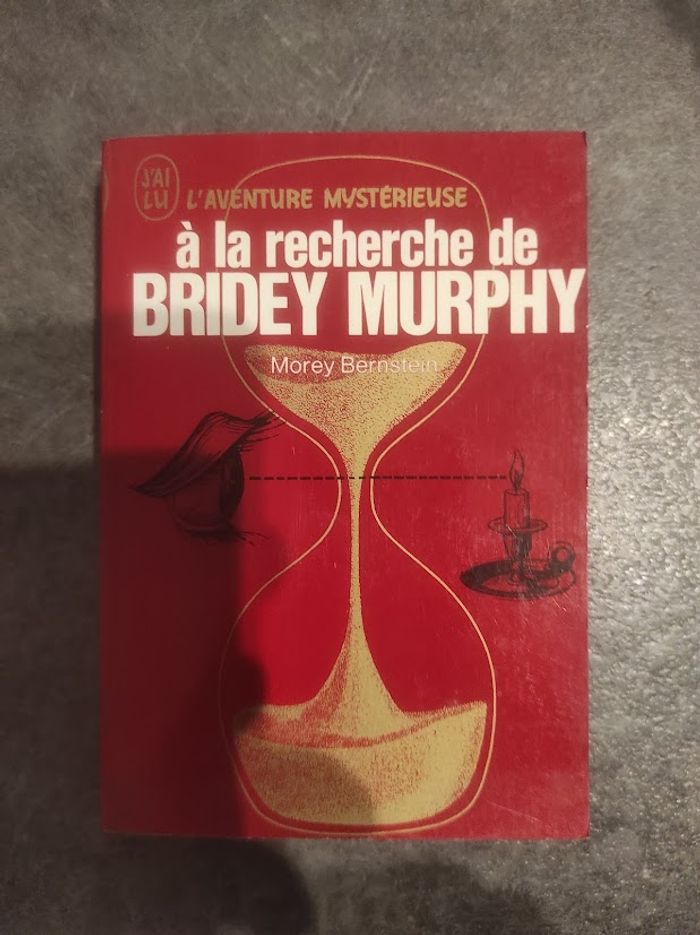 J'AI
LU
L'AVENTURE MYSTÉRIEUSE
à la recherche de
BRIDEY MURPHY
Morey Bernstein